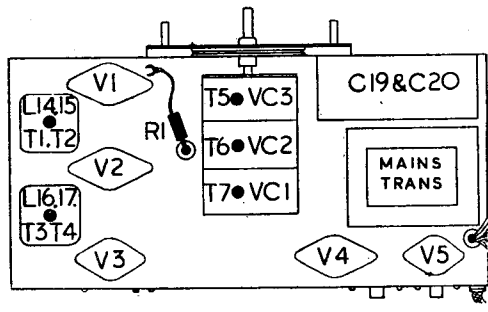 V1
C19&C20
L14,15
T1.T2
R1
T5 VC3
T6 VC2
T7 VC1
V2
MAINS
TRANS
L16,17.
T3 T4
V3
V4
V5